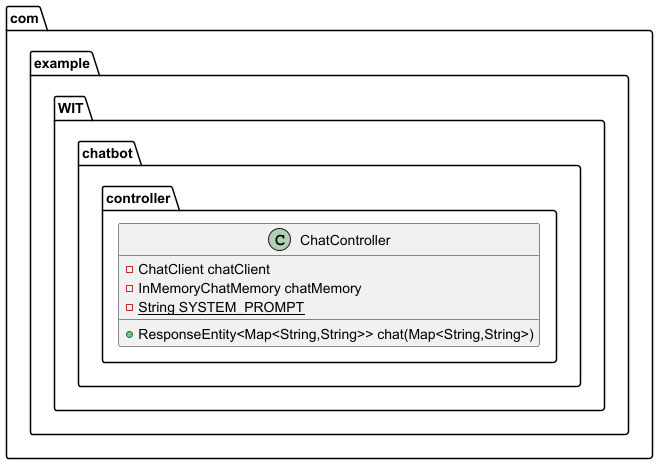 com
example
WIT
chatbot
controller
C ChatController
ChatClient chatClient
InMemoryChatMemory chatMemory
String SYSTEM_PROMPT
ResponseEntity<Map<String,String>> chat(Map<String,String>)